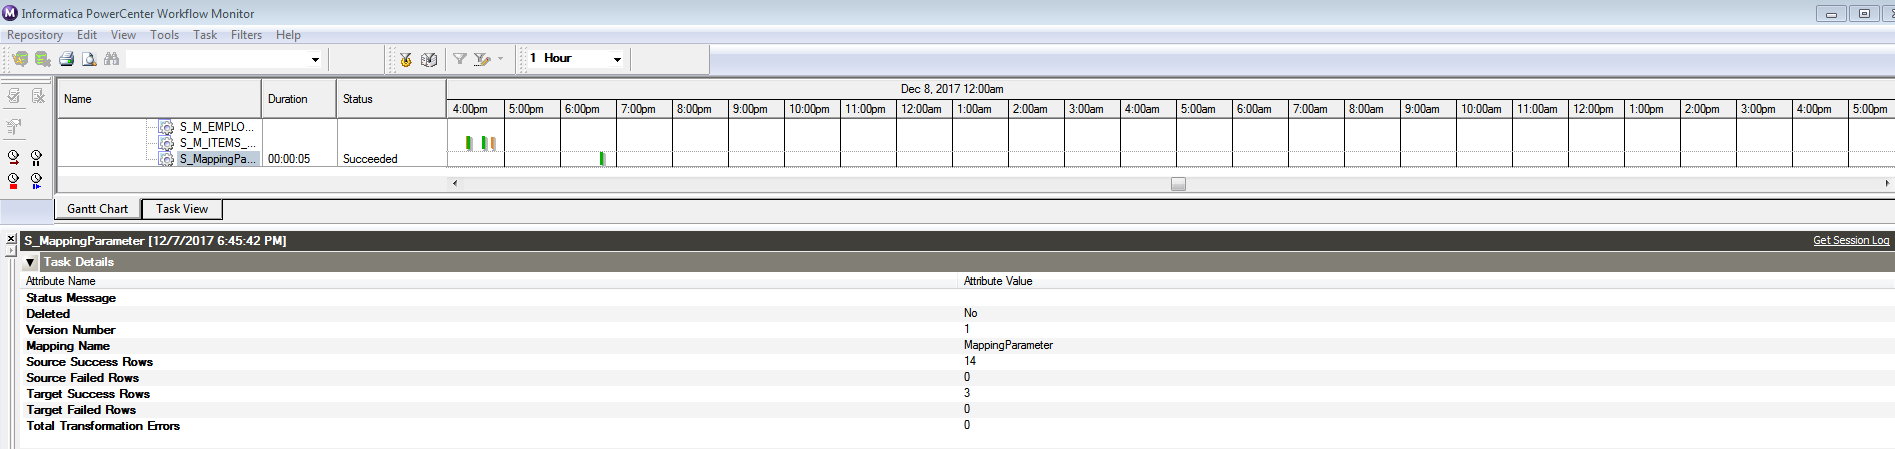 Informatica PowerCenter Workflow Monitor
Repository Edit View Tools Task Filters Help
1 Hour
Name Duration Status Dec 8, 2017 12:00am
4:00pm 5:00pm 6:00pm 7:00pm 8:00pm 9:00pm 10:00pm 11:00pm 12:00am 1:00am 2:00am 3:00am 4:00am 5:00am 6:00am 7:00am 8:00am 9:00am 10:00am 11:00am 12:00pm 1:00pm 2:00pm 3:00pm 4:00pm 5:00pm
S_M_EMPLO...
S_M_ITEMS_...
S_MappingPa... 00:00:05 Succeeded
Gantt Chart Task View
S_MappingParameter [12/7/2017 6:45:42 PM] Get Session Log
Task Details
Attribute Name Attribute Value
Status Message
Deleted No
Version Number 1
Mapping Name MappingParameter
Source Success Rows 14
Source Failed Rows 0
Target Success Rows 3
Target Failed Rows 0
Total Transformation Errors 0